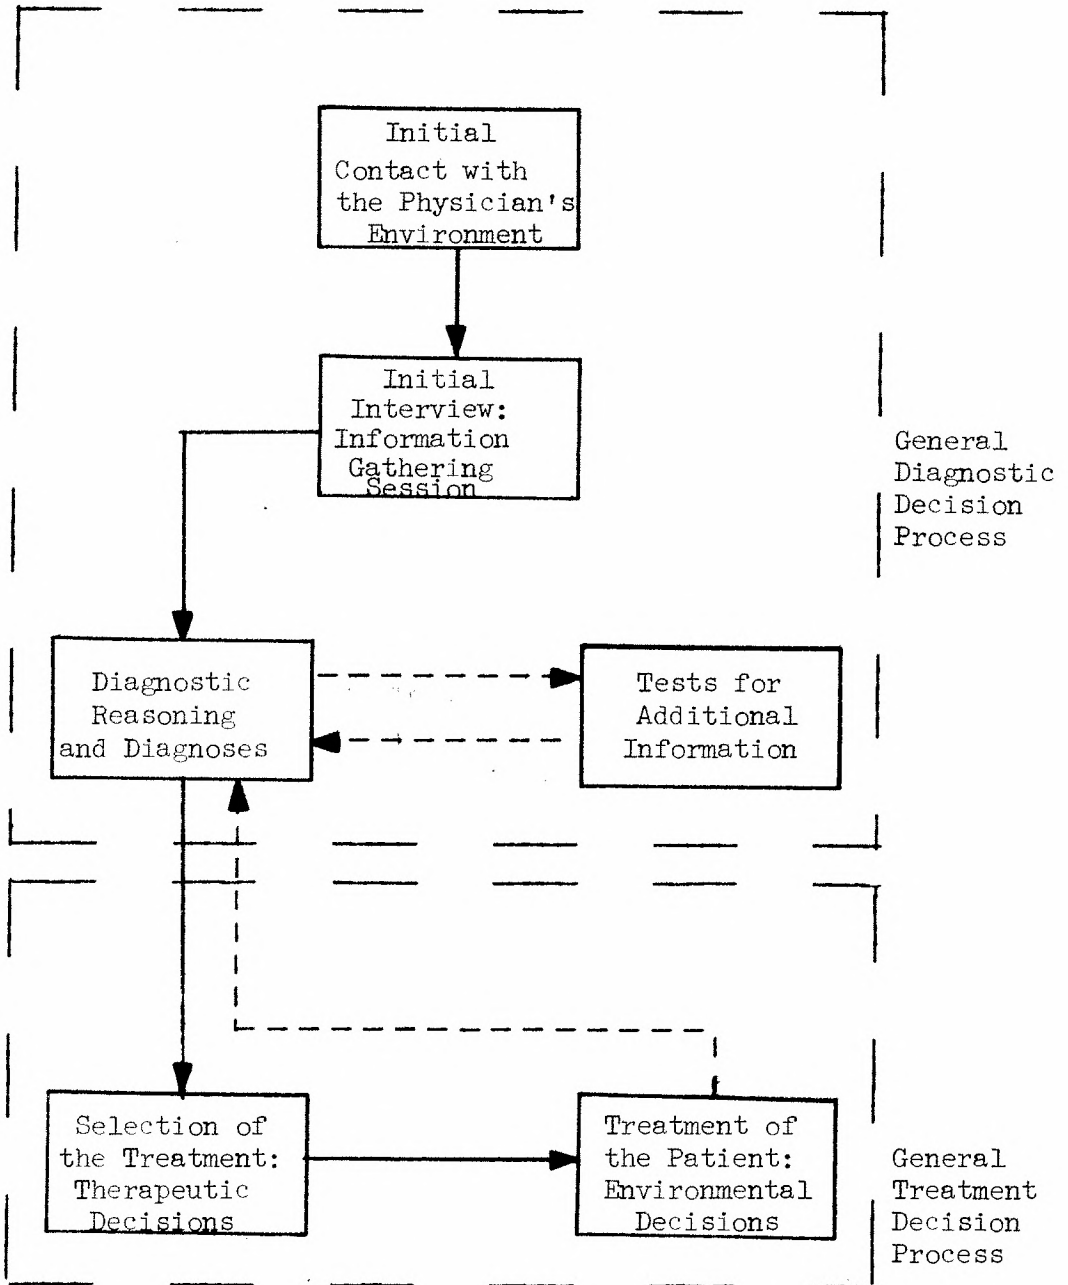 Initial
Contact with
the Physician's
Environment
Initial
Interview:
Information
Gathering
Session
General
Diagnostic
Decision
Process
Diagnostic
Reasoning
and Diagnoses
Tests for
Additional
Information
Selection of
the Treatment:
Therapeutic
Decisions
Treatment of
the Patient:
Environmental
Decisions
General
Treatment
Decision
Process